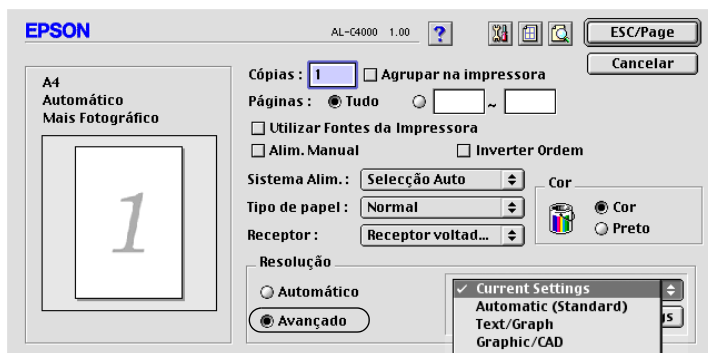 EPSON
AL-C4000 1.00
?
ESC/Page
Cancelar
A4
Automático
Mais Fotográfico
1
Cópias : 1 Agrupar na impressora
Páginas : Tudo ~
Utilizar Fontes da Impressora
Alim. Manual Inverter Ordem
Sistema Alim. : Selecção Auto
Tipo de papel : Normal
Receptor : Receptor voltad...
Cor
Cor
Preto
Resolução
Automático
Avançado
Current Settings
Automatic (Standard)
Text/Graph
Graphic/CAD